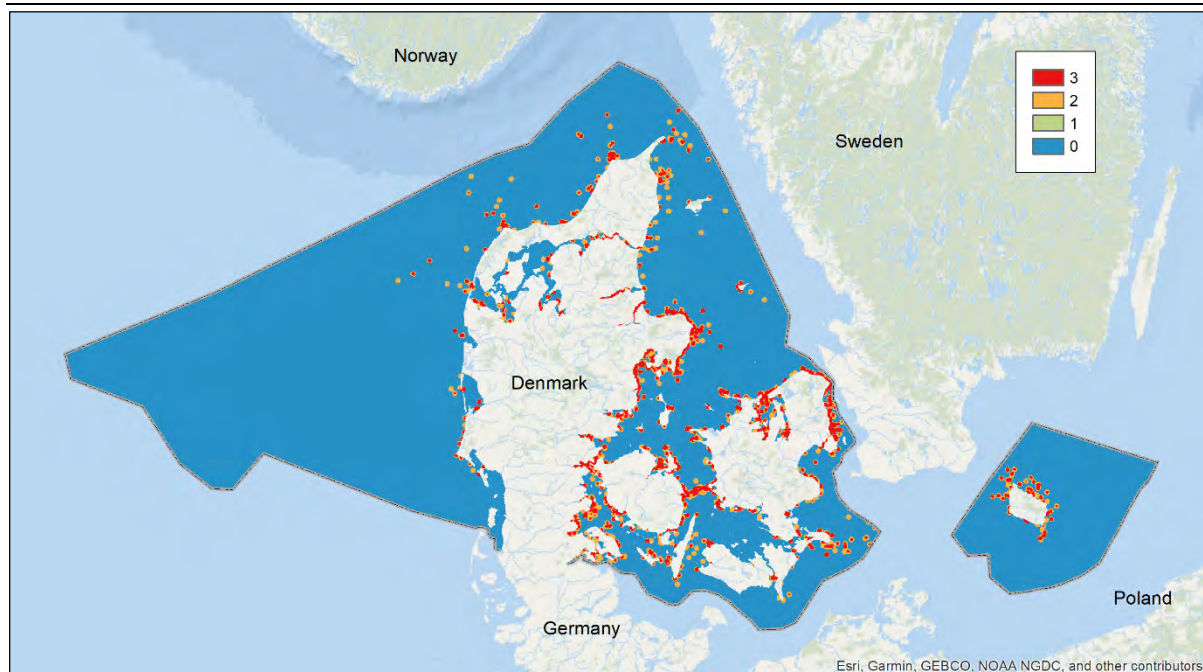 Norway
3
2
1
0
Sweden
Denmark
Poland
Germany
Esri, Garmin, GEBCO, NOAA NGDC, and other contributors